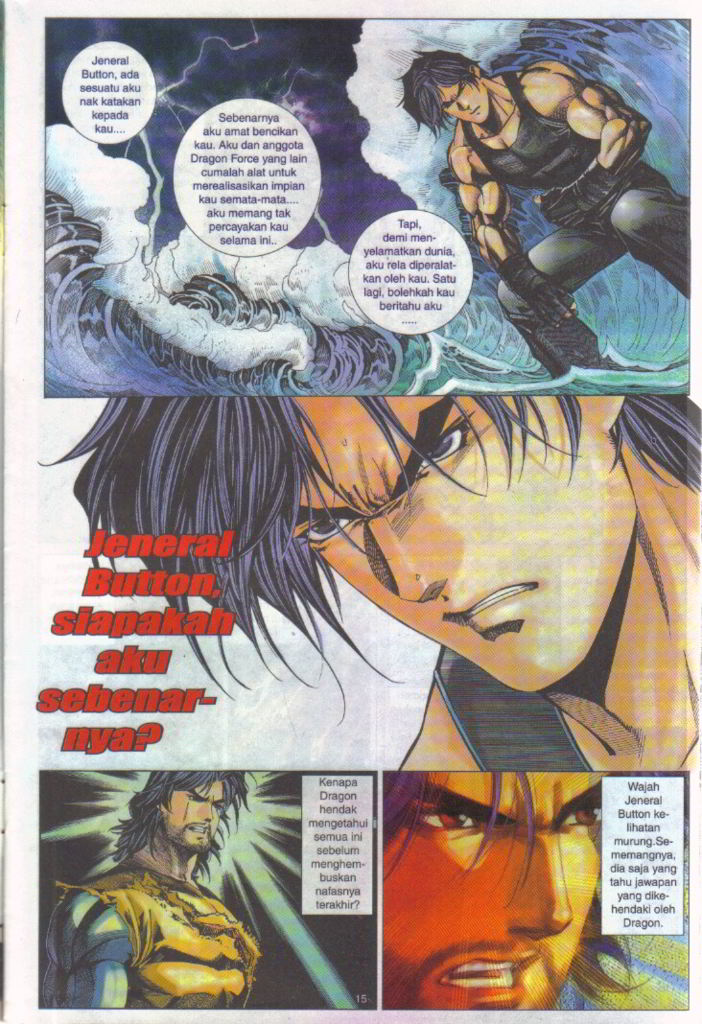 Jeneral
Button, ada
sesuatu aku
nak katakan
kepada
kau....
Sebenarnya
aku amat bencikan
kau. Aku dan anggota
Dragon Force yang lain
cumalah alat untuk
merealisasikan impian
kau semata-mata....
aku memang tak
percayakan kau
selama ini..
Tapi,
demi men-
yelamatkan dunia,
aku rela diperalat-
kan oleh kau. Satu
lagi, bolehkah kau
beritahu aku
.....
Jeneral
Button,
siapakah
aku
sebenar-
nya?
Kenapa
Dragon
hendak
mengetahui
semua ini
sebelum
menghem-
buskan
nafasnya
terakhir?
Wajah
Jeneral
Button ke-
lihatan
murung.Se-
memangnya,
dia saja yang
tahu jawapan
yang dike-
hendaki oleh
Dragon.
15